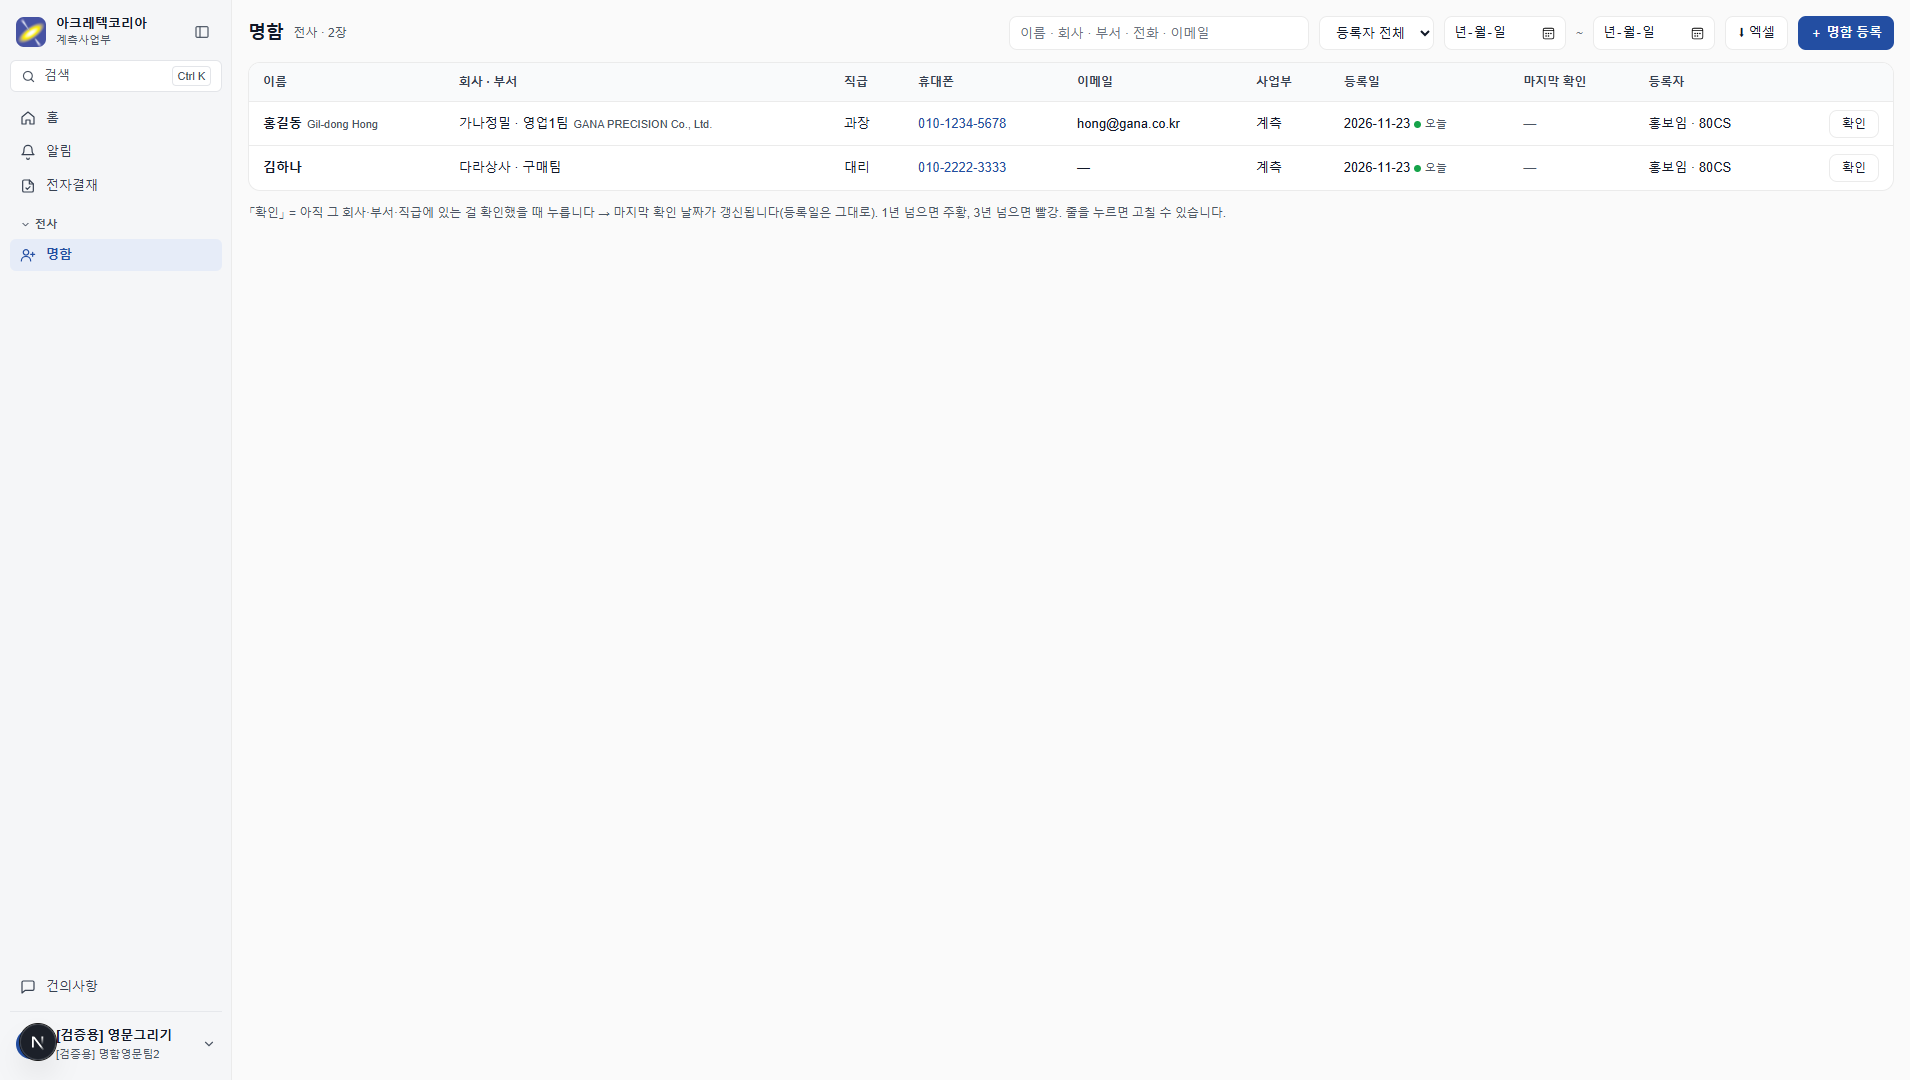 아크레텍코리아
계측사업부
검색 Ctrl K
홈
알림
전자결재
전사
명함
건의사항
N
[검증용] 영문그리기
[검증용] 명함영문팀2
명함 전사 · 2장
이름 · 회사 · 부서 · 전화 · 이메일
등록자 전체
년-월-일 ~ 년-월-일
⬇ 엑셀
+ 명함 등록
이름 회사 · 부서 직급 휴대폰 이메일 사업부 등록일 마지막 확인 등록자
홍길동 Gil-dong Hong 가나정밀 · 영업1팀 GANA PRECISION Co., Ltd. 과장 010-1234-5678 hong@gana.co.kr 계측 2026-11-23 ● 오늘 — 홍보임 · 80CS 확인
김하나 다라상사 · 구매팀 대리 010-2222-3333 — 계측 2026-11-23 ● 오늘 — 홍보임 · 80CS 확인
「확인」 = 아직 그 회사·부서·직급에 있는 걸 확인했을 때 누릅니다 → 마지막 확인 날짜가 갱신됩니다(등록일은 그대로). 1년 넘으면 주황, 3년 넘으면 빨강. 줄을 누르면 고칠 수 있습니다.